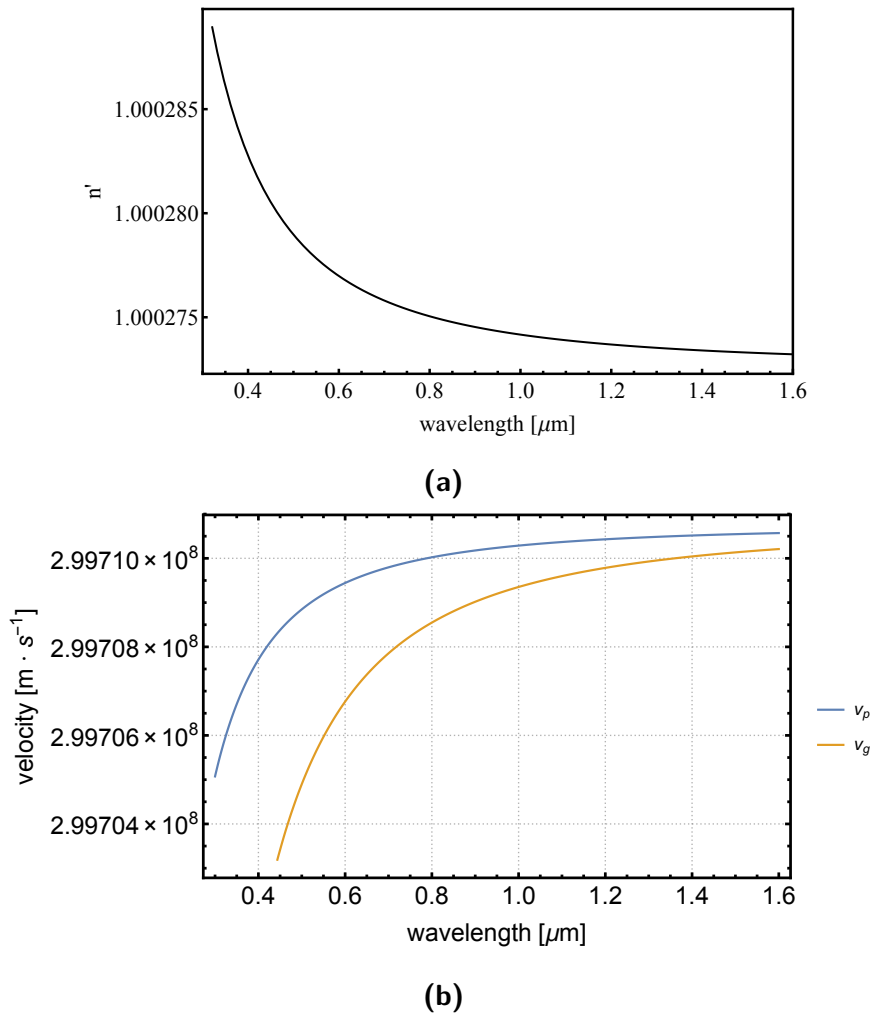 1.000285
1.000280
n'
1.000275
0.4 0.6 0.8 1.0 1.2 1.4 1.6
wavelength [μm]
(a)
2.99710 × 10⁸
2.99708 × 10⁸
velocity [m · s⁻¹]
2.99706 × 10⁸
2.99704 × 10⁸
v_p
v_g
0.4 0.6 0.8 1.0 1.2 1.4 1.6
wavelength [μm]
(b)